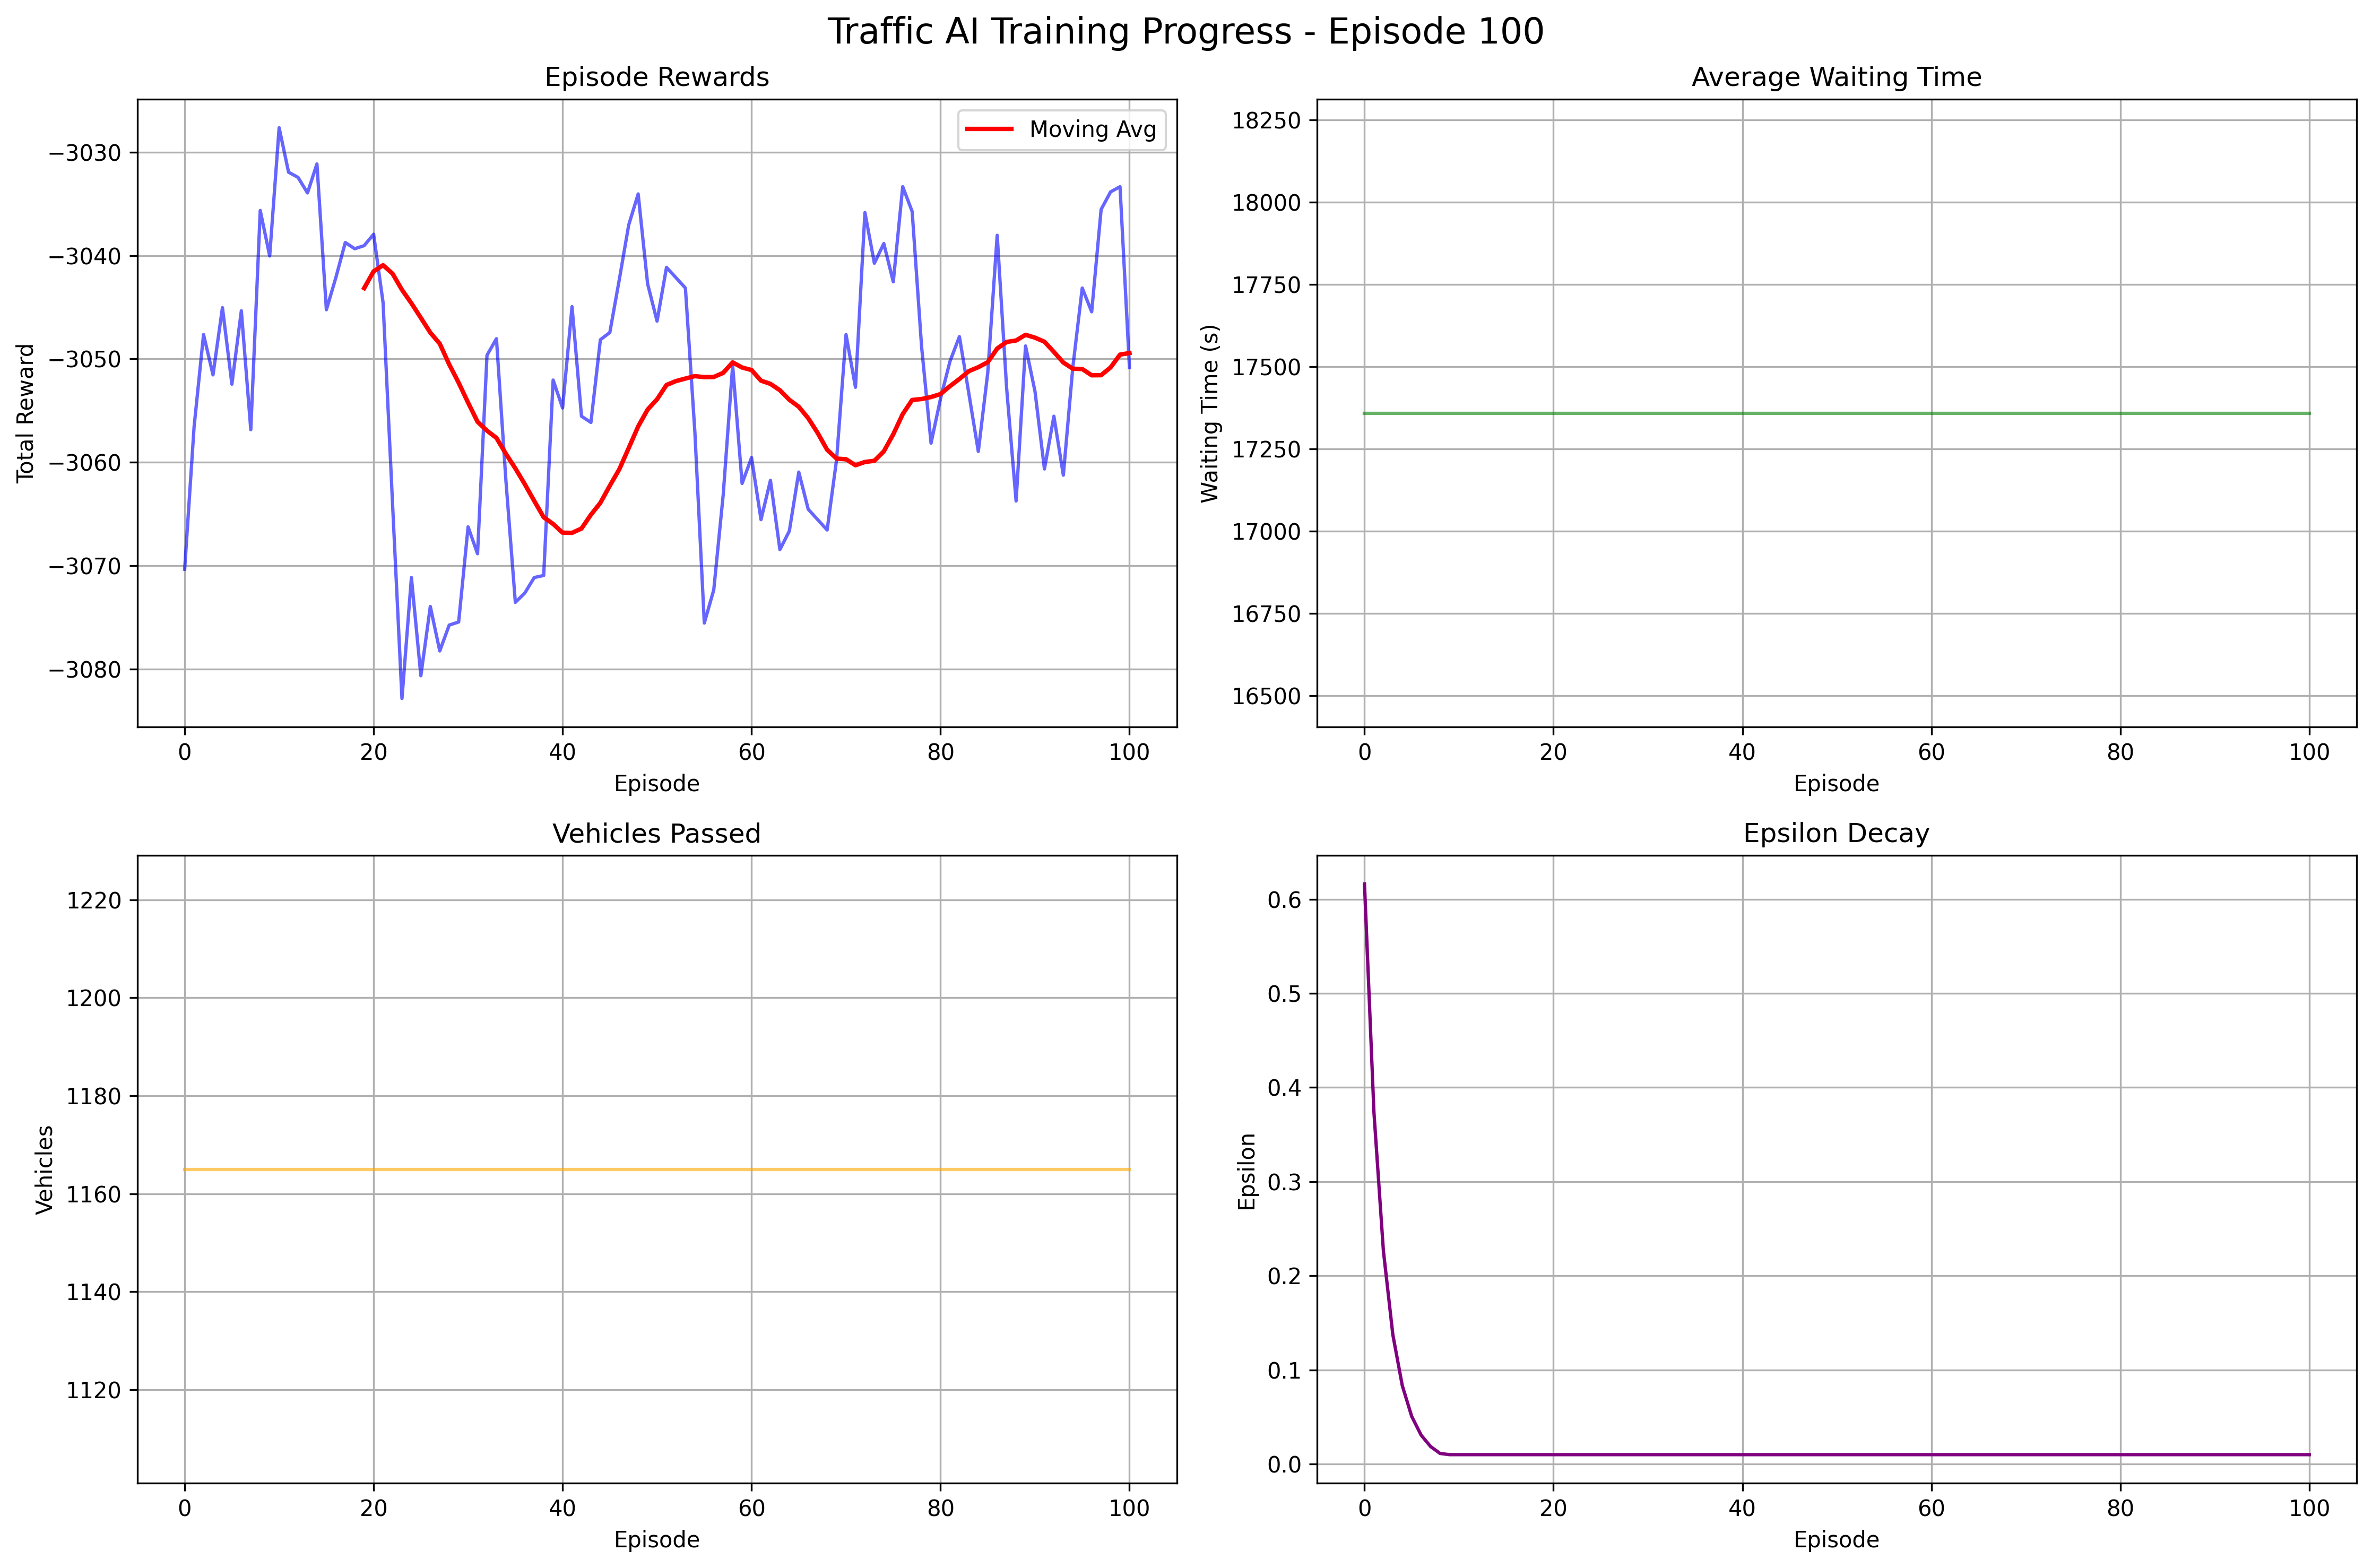 Traffic AI Training Progress - Episode 100
Episode Rewards
Moving Avg
Total Reward
−3030
−3040
−3050
−3060
−3070
−3080
0 20 40 60 80 100
Episode
Average Waiting Time
Waiting Time (s)
18250
18000
17750
17500
17250
17000
16750
16500
0 20 40 60 80 100
Episode
Vehicles Passed
Vehicles
1220
1200
1180
1160
1140
1120
0 20 40 60 80 100
Episode
Epsilon Decay
Epsilon
0.6
0.5
0.4
0.3
0.2
0.1
0.0
0 20 40 60 80 100
Episode